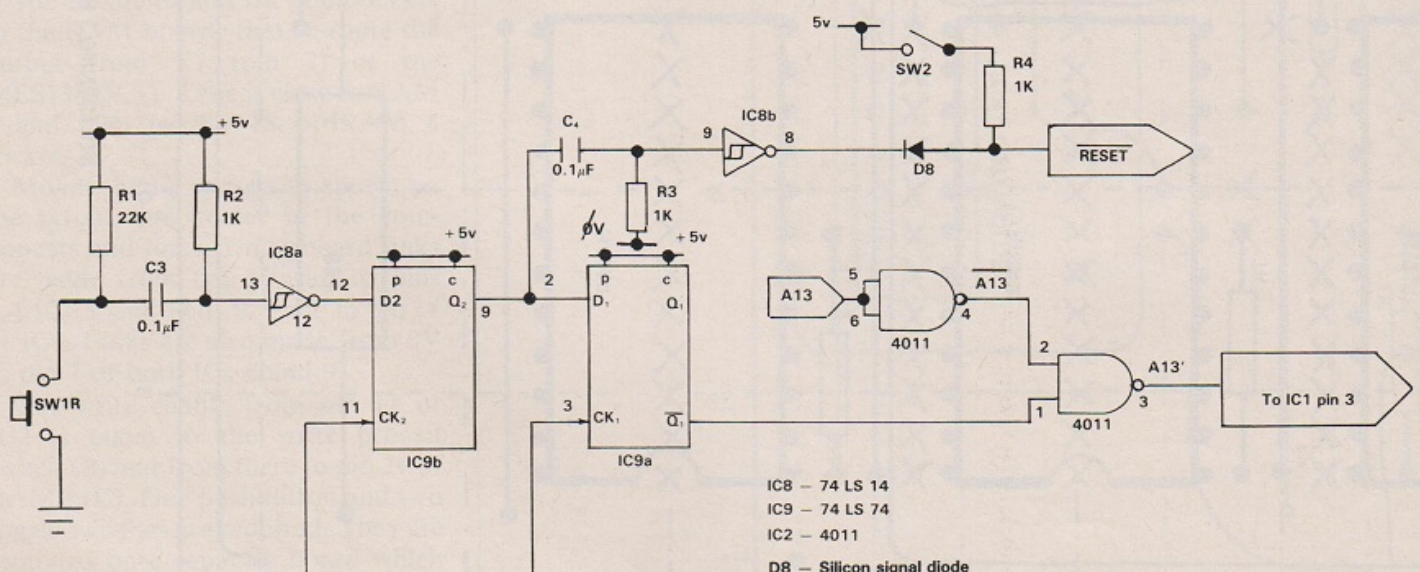 5v
SW2
R4
1K
C₄
0.1µF
9
IC8b
8
D8
RESET
+5v
R1
22K
R2
1K
R3
1K
ϕv
+5v
+5v
IC8a
C3
0.1µF
13
12
12
p
c
D2
Q₂
9
2
p
c
D₁
Q₁
A13
5
6
A13
4
4011
2
1
A13'
3
4011
To IC1 pin 3
SW1R
11
CK₂
IC9b
3
CK₁
Q₁
IC9a
IC8 – 74 LS 14
IC9 – 74 LS 74
IC2 – 4011
D8 – Silicon signal diode